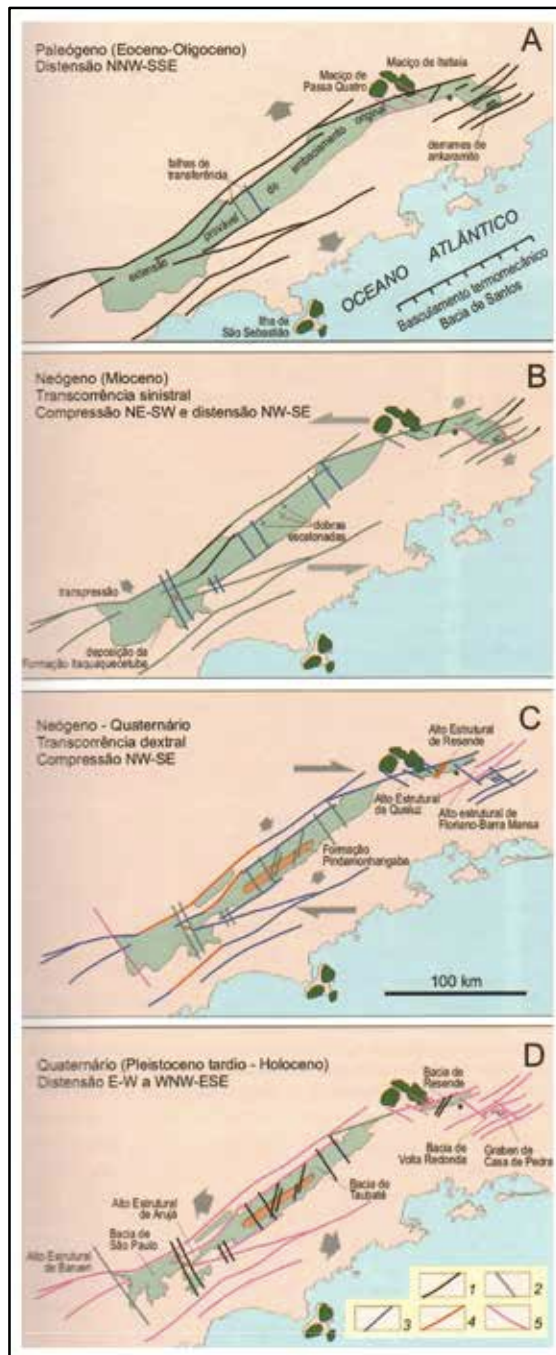 Paleógeno (Eoceno-Oligoceno)
Distensão NNW-SSE
A
Maciço de
Passa Quatro
Maciço de Itatiaia
falhas de
transferência
extensão provável do embaciamento original
derrames de
ankaramito
OCEANO ATLÂNTICO
Basculamento termomecânico
Bacia de Santos
Ilha de
São Sebastião
Neógeno (Mioceno)
Transcorrência sinistral
Compressão NE-SW e distensão NW-SE
B
dobras
escalonadas
transpressão
deposição da
Formação Itaquaquecetuba
Neógeno - Quaternário
Transcorrência dextral
Compressão NW-SE
C
Alto Estrutural
de Resende
Alto Estrutural
de Queluz
Alto estrutural de
Floriano-Barra Mansa
Formação
Pindamonhangaba
100 km
Quaternário (Pleistoceno tardio - Holoceno)
Distensão E-W a WNW-ESE
D
Bacia de
Resende
Bacia de
Volta Redonda
Graben de
Casa de Pedra
Bacia de
Taubaté
Alto Estrutural
de Arujá
Bacia de
São Paulo
Alto Estrutural
de Barueri
1
2
3
4
5